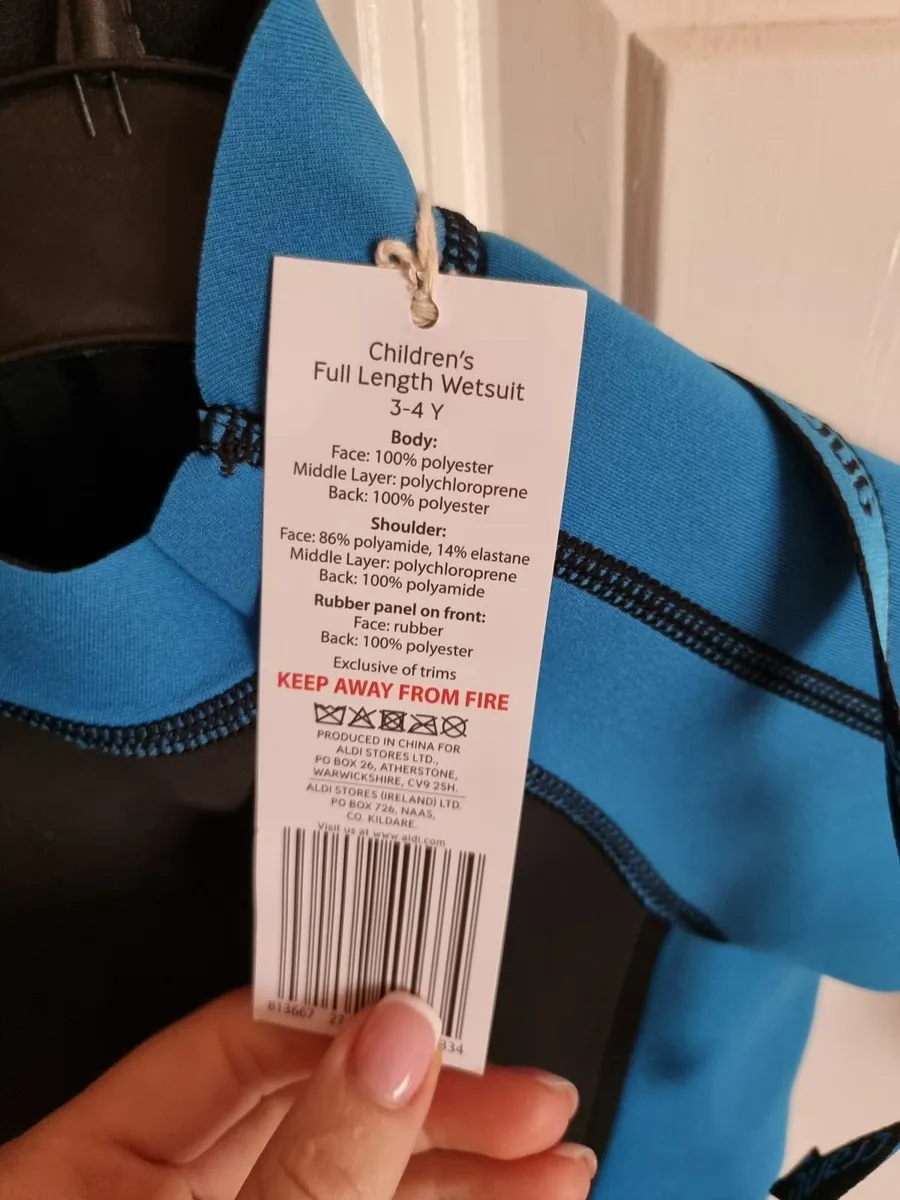 Children's
Full Length Wetsuit
3-4 Y
Body:
Face: 100% polyester
Middle Layer: polychloroprene
Back: 100% polyester
Shoulder:
Face: 86% polyamide, 14% elastane
Middle Layer: polychloroprene
Back: 100% polyamide
Rubber panel on front:
Face: rubber
Back: 100% polyester
Exclusive of trims
KEEP AWAY FROM FIRE
PRODUCED IN CHINA FOR
ALDI STORES LTD.,
PO BOX 26, ATHERSTONE,
WARWICKSHIRE, CV9 2SH.
ALDI STORES (IRELAND) LTD.
PO BOX 726, NAAS,
CO. KILDARE.
Visit us at www.aldi.com
813667 27 334